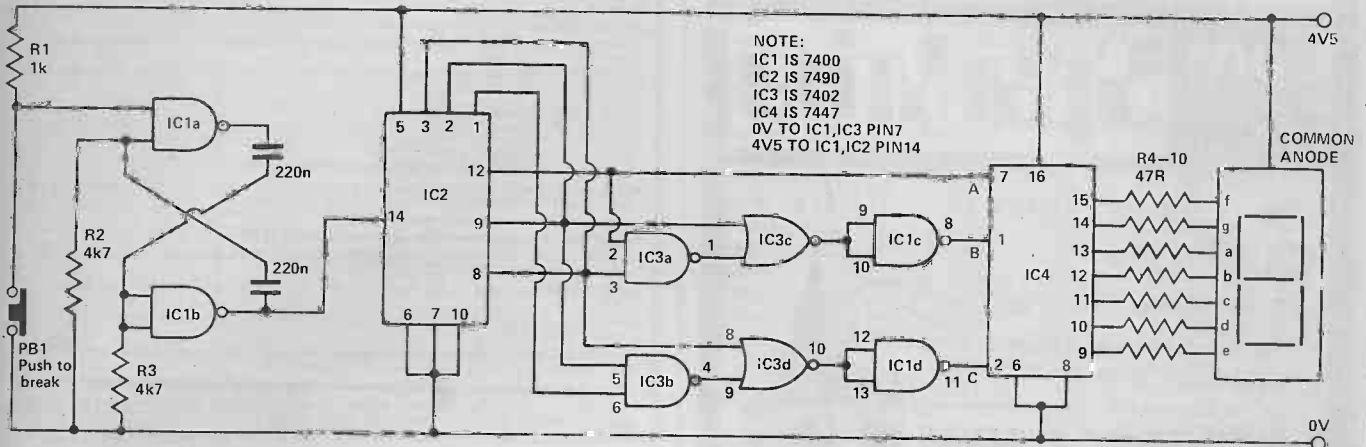 R1
1k
IC1a
220n
R2
4k7
220n
IC1b
PB1
Push to
break
R3
4k7
5
3
2
1
12
14
IC2
9
8
6
7
10
NOTE:
IC1 IS 7400
IC2 IS 7490
IC3 IS 7402
IC4 IS 7447
0V TO IC1,IC3 PIN7
4V5 TO IC1,IC2 PIN14
2
3
IC3a
1
IC3c
9
10
IC1c
8
5
6
IC3b
4
8
9
IC3d
10
12
13
IC1d
11
A
B
C
7
16
1
IC4
2
6
8
15
14
13
12
11
10
9
R4–10
47R
f
g
a
b
c
d
e
COMMON
ANODE
4V5
0V